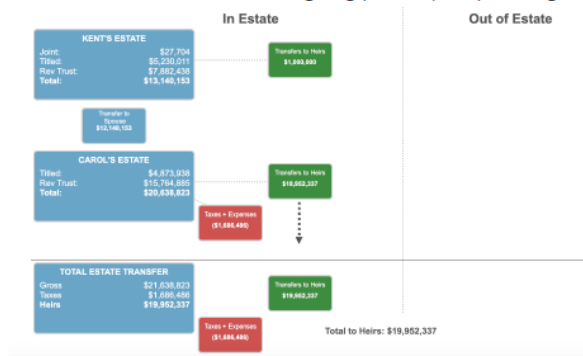 In Estate
Out of Estate
KENT'S ESTATE
Joint: $27,704
Titled: $5,230,011
Rev Trust: $7,882,438
Total: $13,140,153
Transfers to Heirs
Transfer to
Spouse
$12,140,153
CAROL'S ESTATE
Titled: $4,873,938
Rev Trust: $15,764,885
Total: $20,638,823
Transfers to Heirs
$18,952,337
Taxes + Expenses
($1,686,486)
TOTAL ESTATE TRANSFER
Gross $21,638,823
Taxes $1,686,486
Heirs $19,952,337
Transfers to Heirs
$19,952,337
Taxes + Expenses
($1,686,486)
Total to Heirs: $19,952,337